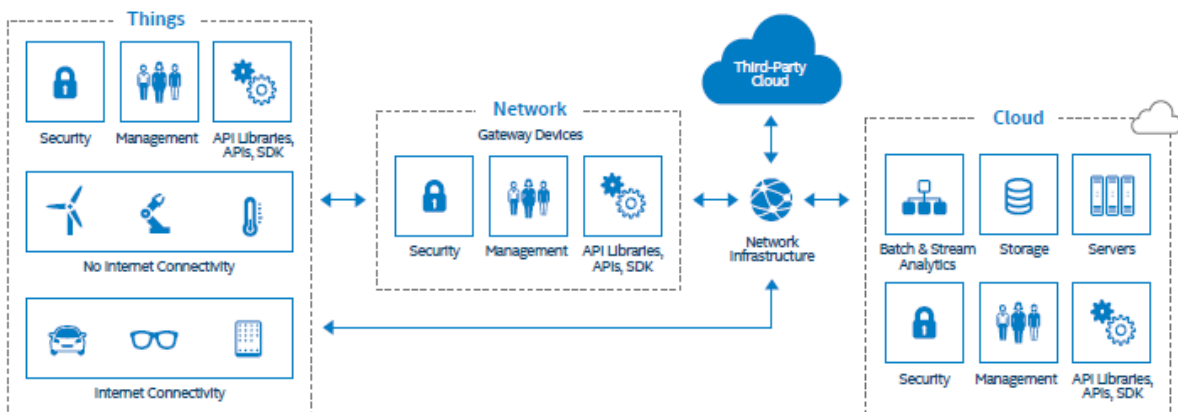 Things
Security
Management
API Libraries,
APIs, SDK
No Internet Connectivity
Internet Connectivity
Network
Gateway Devices
Security
Management
API Libraries,
APIs, SDK
Third-Party
Cloud
Network
Infrastructure
Cloud
Batch & Stream
Analytics
Storage
Servers
Security
Management
API Libraries,
APIs, SDK